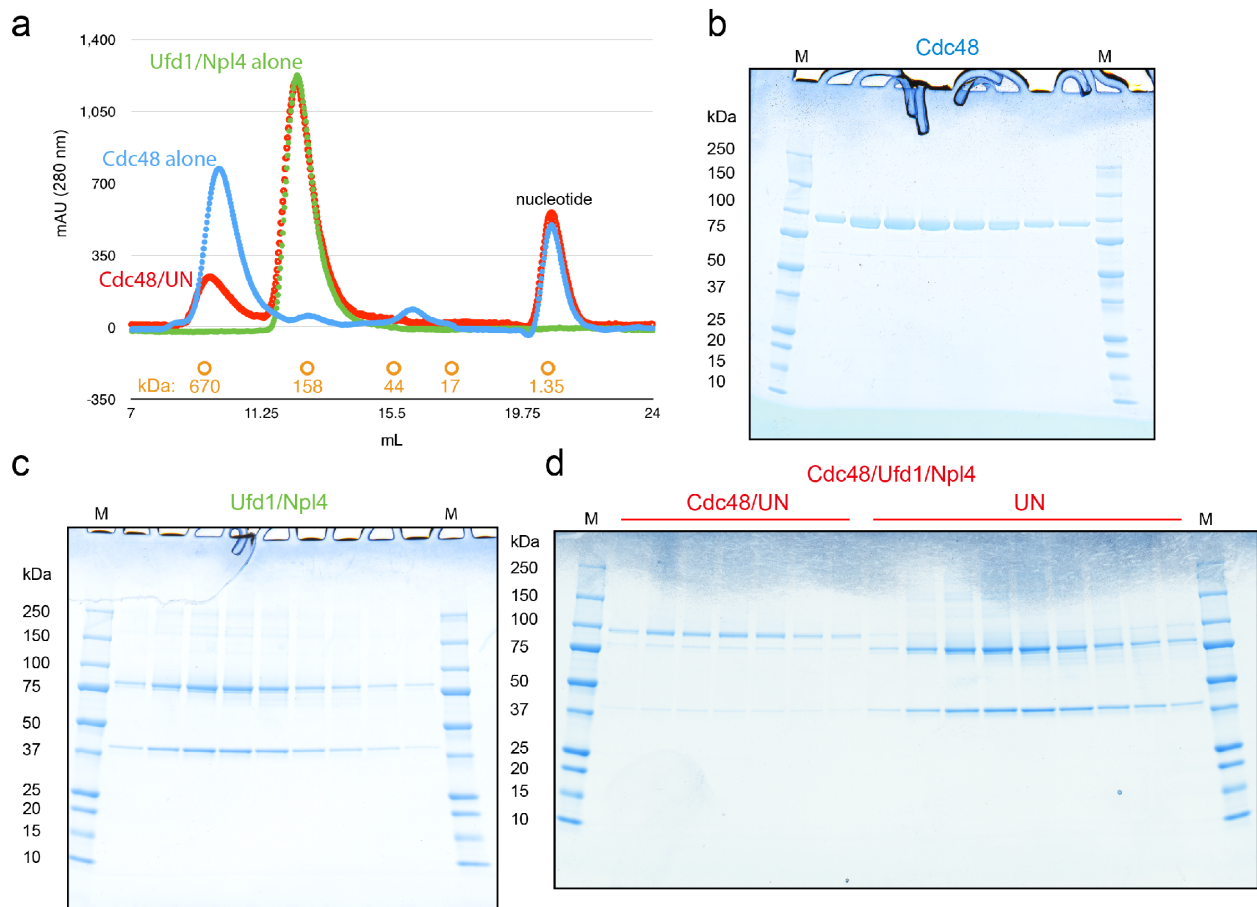 a
1,400
1,050
700
350
0
-350
mAU (280 nm)
Ufd1/Npl4 alone
Cdc48 alone
Cdc48/UN
nucleotide
kDa: 670 158 44 17 1.35
7 11.25 15.5 19.75 24
mL
b
Cdc48
M M
kDa
250
150
100
75
50
37
25
20
15
10
c
Ufd1/Npl4
M M
kDa
250
150
100
75
50
37
25
20
15
10
d
Cdc48/Ufd1/Npl4
Cdc48/UN UN
M M
kDa
250
150
100
75
50
37
25
20
15
10